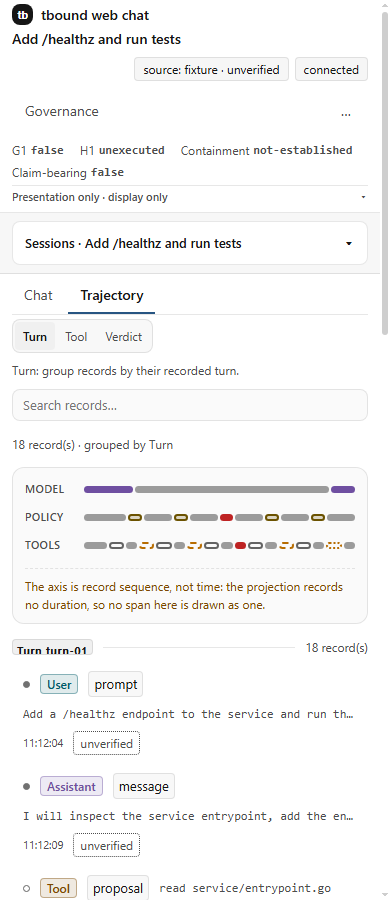 tb tbound web chat
Add /healthz and run tests
source: fixture · unverified connected
Governance ...
G1 false H1 unexecuted Containment not-established
Claim-bearing false
Presentation only · display only
Sessions · Add /healthz and run tests
Chat Trajectory
Turn Tool Verdict
Turn: group records by their recorded turn.
Search records...
18 record(s) · grouped by Turn
MODEL
POLICY
TOOLS
The axis is record sequence, not time: the projection records
no duration, so no span here is drawn as one.
Turn turn-01 18 record(s)
User prompt
Add a /healthz endpoint to the service and run th…
11:12:04 unverified
Assistant message
I will inspect the service entrypoint, add the en…
11:12:09 unverified
Tool proposal read service/entrypoint.go